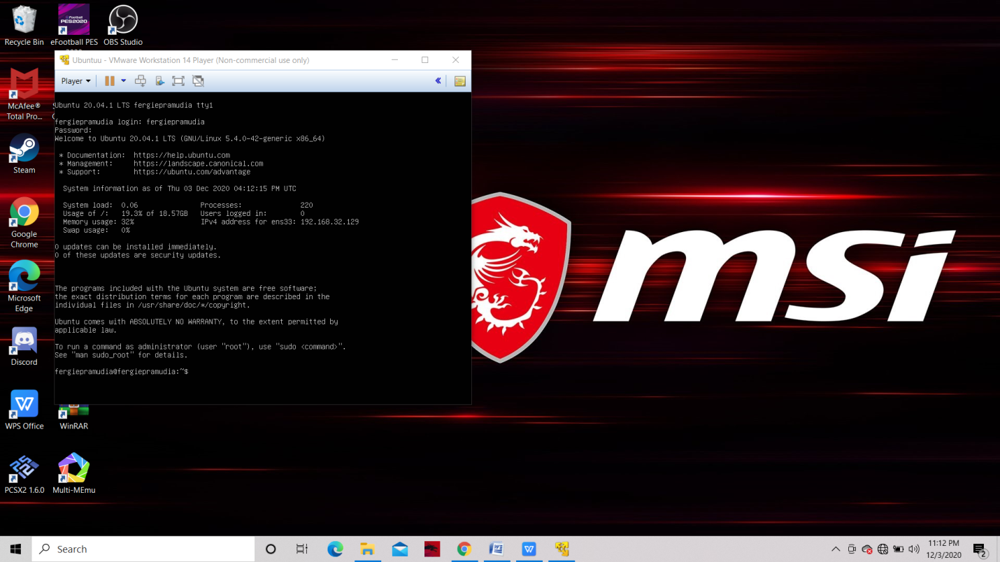 Recycle Bin
eFootball PES
OBS Studio
Ubuntuu - VMware Workstation 14 Player (Non-commercial use only)
Player
McAfee®
Total Pro...
Steam
Google
Chrome
Microsoft
Edge
Discord
WPS Office
WinRAR
PCSX2 1.6.0
Multi-MEmu
Ubuntu 20.04.1 LTS fergiepramudia tty1
fergiepramudia login: fergiepramudia
Password:
Welcome to Ubuntu 20.04.1 LTS (GNU/Linux 5.4.0-42-generic x86_64)
* Documentation: https://help.ubuntu.com
* Management: https://landscape.canonical.com
* Support: https://ubuntu.com/advantage
System information as of Thu 03 Dec 2020 04:12:15 PM UTC
System load: 0.06 Processes: 220
Usage of /: 19.3% of 18.57GB Users logged in: 0
Memory usage: 32% IPv4 address for ens33: 192.168.32.129
Swap usage: 0%
0 updates can be installed immediately.
0 of these updates are security updates.
The programs included with the Ubuntu system are free software;
the exact distribution terms for each program are described in the
individual files in /usr/share/doc/*/copyright.
Ubuntu comes with ABSOLUTELY NO WARRANTY, to the extent permitted by
applicable law.
To run a command as administrator (user "root"), use "sudo <command>".
See "man sudo_root" for details.
fergiepramudia@fergiepramudia:~$
msi
Search
11:12 PM
12/3/2020
2